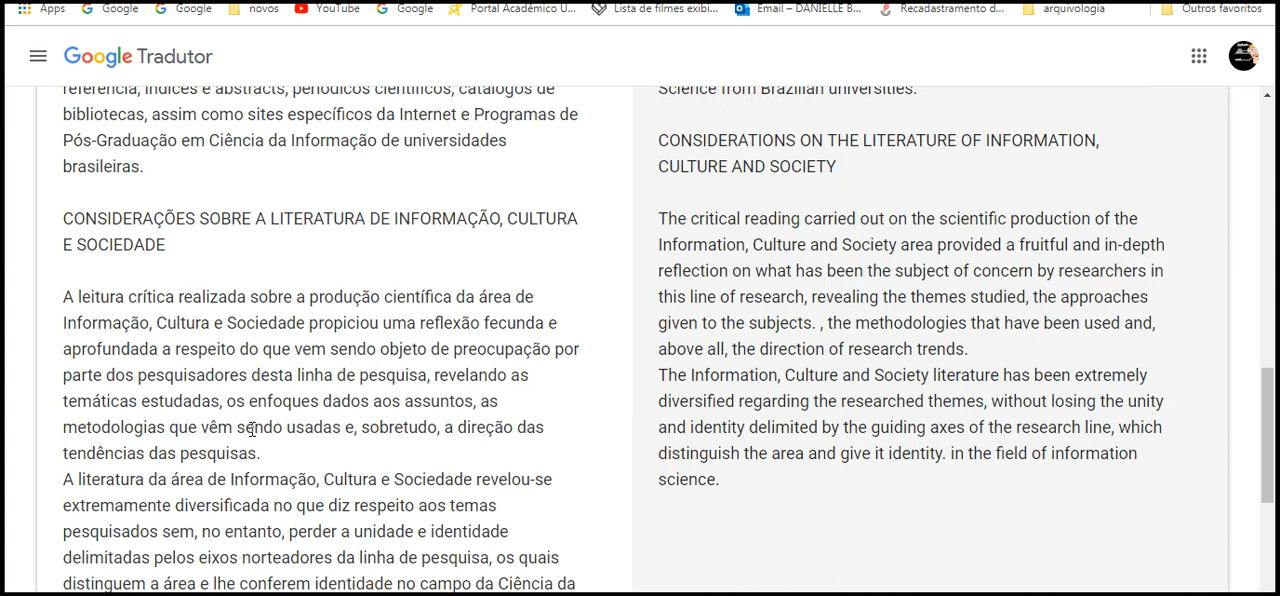 Apps Google Google novos YouTube Google Portal Acadêmico U... Lista de filmes exibi... Email – DANIELLE B... Recadastramento d... arquivologia Outros favoritos
Google Tradutor
referência, índices e abstracts, periódicos científicos, catálogos de
bibliotecas, assim como sites específicos da Internet e Programas de
Pós-Graduação em Ciência da Informação de universidades
brasileiras.
CONSIDERAÇÕES SOBRE A LITERATURA DE INFORMAÇÃO, CULTURA
E SOCIEDADE
A leitura crítica realizada sobre a produção científica da área de
Informação, Cultura e Sociedade propiciou uma reflexão fecunda e
aprofundada a respeito do que vem sendo objeto de preocupação por
parte dos pesquisadores desta linha de pesquisa, revelando as
temáticas estudadas, os enfoques dados aos assuntos, as
metodologias que vêm sendo usadas e, sobretudo, a direção das
tendências das pesquisas.
A literatura da área de Informação, Cultura e Sociedade revelou-se
extremamente diversificada no que diz respeito aos temas
pesquisados sem, no entanto, perder a unidade e identidade
delimitadas pelos eixos norteadores da linha de pesquisa, os quais
distinguem a área e lhe conferem identidade no campo da Ciência da
Science from Brazilian universities.
CONSIDERATIONS ON THE LITERATURE OF INFORMATION,
CULTURE AND SOCIETY
The critical reading carried out on the scientific production of the
Information, Culture and Society area provided a fruitful and in-depth
reflection on what has been the subject of concern by researchers in
this line of research, revealing the themes studied, the approaches
given to the subjects. , the methodologies that have been used and,
above all, the direction of research trends.
The Information, Culture and Society literature has been extremely
diversified regarding the researched themes, without losing the unity
and identity delimited by the guiding axes of the research line, which
distinguish the area and give it identity. in the field of information
science.